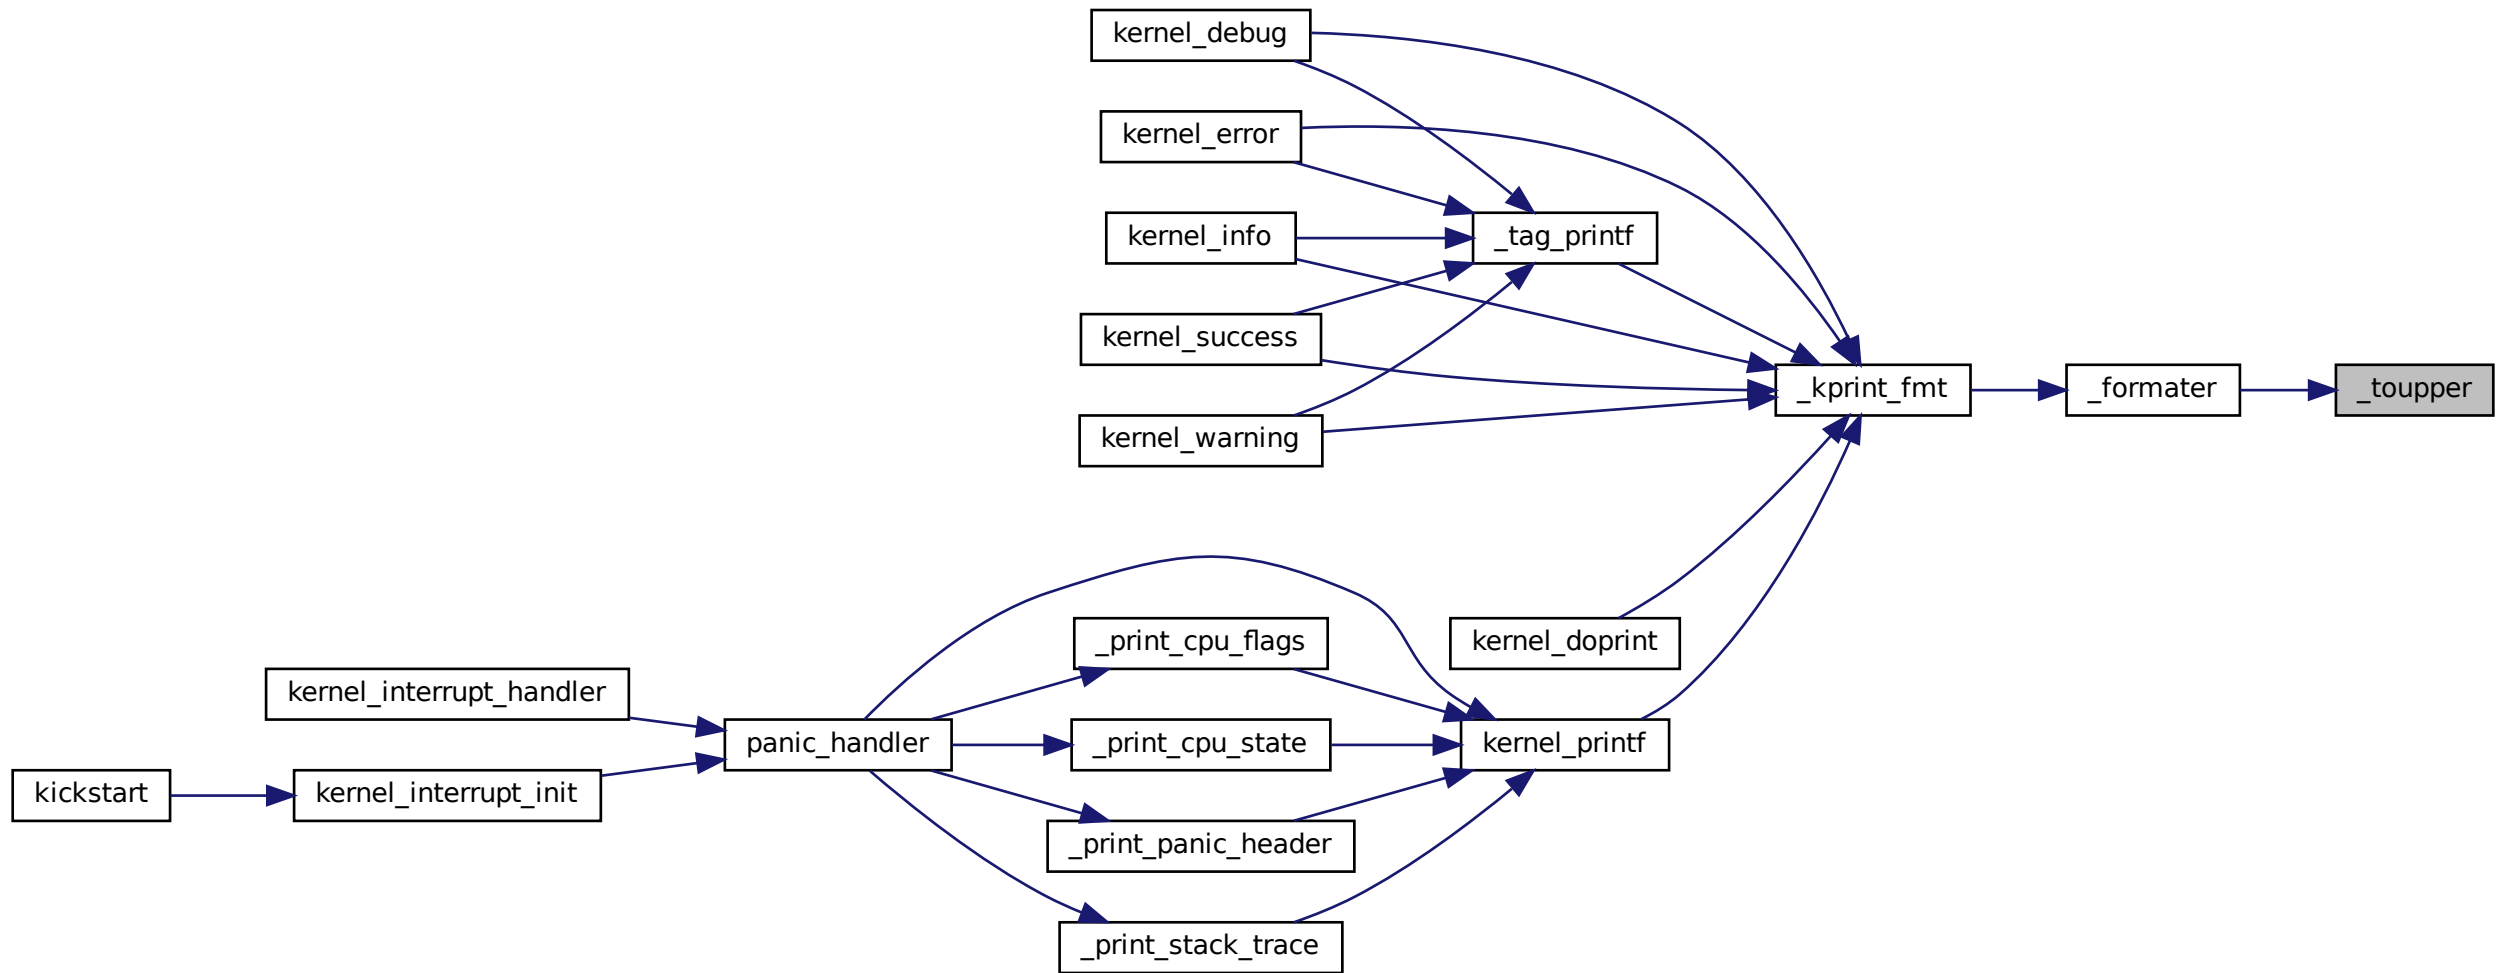 kernel_debug
kernel_error
kernel_info
_tag_printf
kernel_success
kernel_warning
_kprint_fmt
_formater
_toupper
_print_cpu_flags
kernel_doprint
kernel_interrupt_handler
panic_handler
_print_cpu_state
kernel_printf
kickstart
kernel_interrupt_init
_print_panic_header
_print_stack_trace